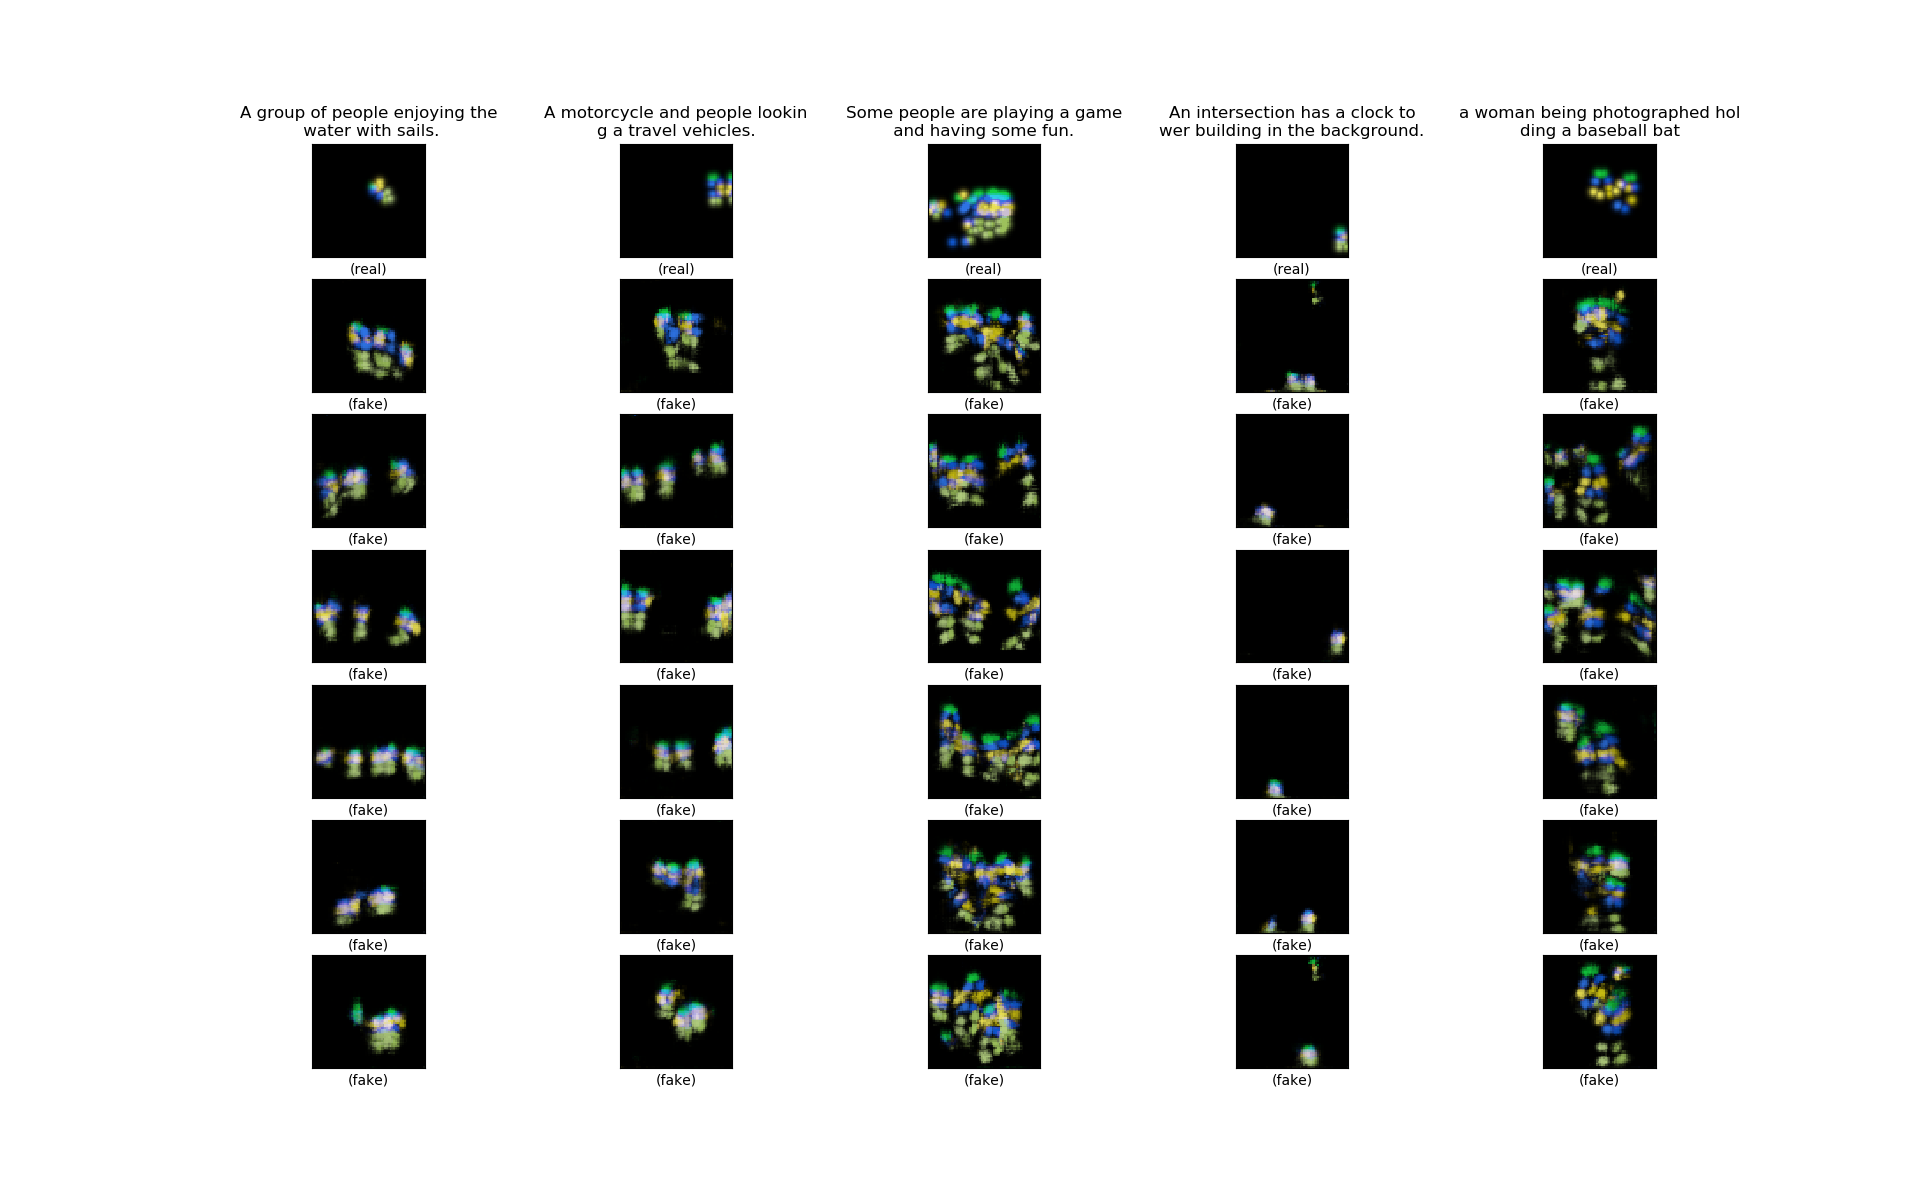 A group of people enjoying the
water with sails.
A motorcycle and people lookin
g a travel vehicles.
Some people are playing a game
and having some fun.
An intersection has a clock to
wer building in the background.
a woman being photographed hol
ding a baseball bat
(real) (real) (real) (real) (real)
(fake) (fake) (fake) (fake) (fake)
(fake) (fake) (fake) (fake) (fake)
(fake) (fake) (fake) (fake) (fake)
(fake) (fake) (fake) (fake) (fake)
(fake) (fake) (fake) (fake) (fake)
(fake) (fake) (fake) (fake) (fake)